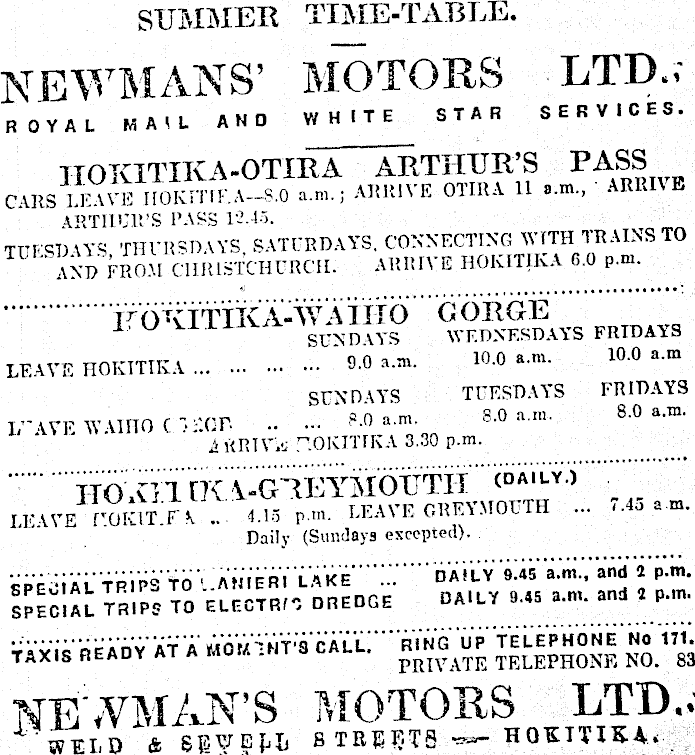 SUMMER TIME-TABLE.
NEWMANS' MOTORS LTD.,
ROYAL MAIL AND WHITE STAR SERVICES.
HOKITIKA-OTIRA ARTHUR'S PASS
CARS LEAVE HOKITIKA—8.0 a.m.; ARRIVE OTIRA 11 a.m., ARRIVE
ARTHUR'S PASS 12.45.
TUESDAYS, THURSDAYS, SATURDAYS, CONNECTING WITH TRAINS TO
AND FROM CHRISTCHURCH. ARRIVE HOKITIKA 6.0 p.m.
HOKITIKA-WAIHO GORGE
SUNDAYS WEDNESDAYS FRIDAYS
LEAVE HOKITIKA ... ... ... ... 9.0 a.m. 10.0 a.m. 10.0 a.m
SUNDAYS TUESDAYS FRIDAYS
LEAVE WAIHO GORGE .. ... 8.0 a.m. 8.0 a.m. 8.0 a.m.
ARRIVE HOKITIKA 3.30 p.m.
HOKITIKA-GREYMOUTH (DAILY.)
LEAVE HOKITIKA ... 4.15 p.m. LEAVE GREYMOUTH ... 7.45 a.m.
Daily (Sundays excepted).
SPECIAL TRIPS TO LANIERI LAKE ... DAILY 9.45 a.m., and 2 p.m.
SPECIAL TRIPS TO ELECTRIC DREDGE DAILY 9.45 a.m. and 2 p.m.
TAXIS READY AT A MOMENT'S CALL. RING UP TELEPHONE No 171.
PRIVATE TELEPHONE NO. 83
NEWMAN'S MOTORS LTD.,
WELD & SEWELL STREETS — HOKITIKA.